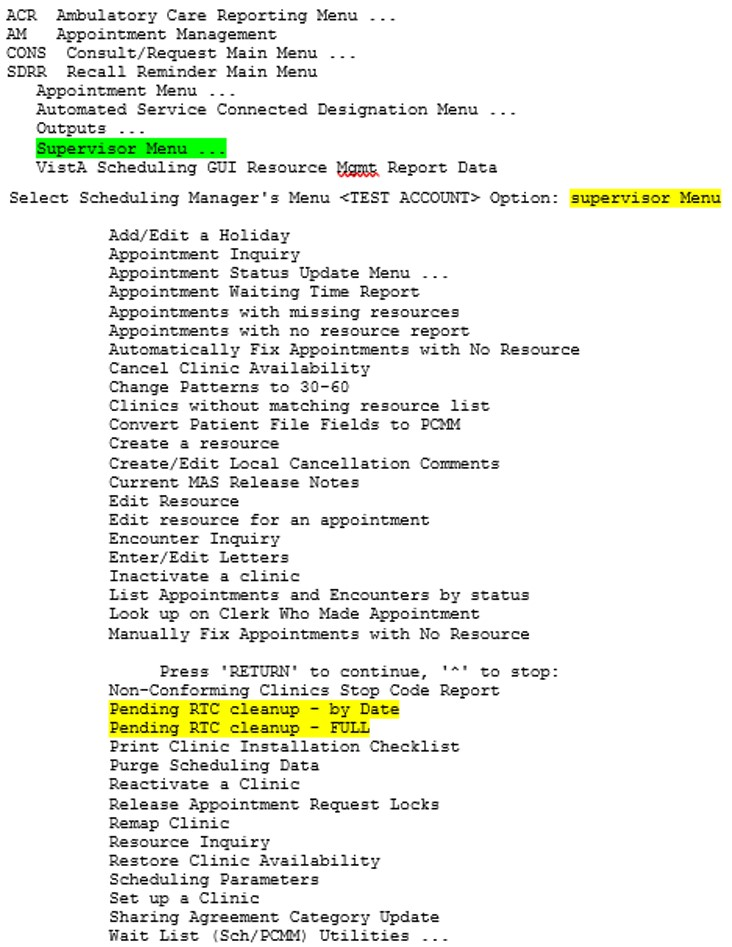 ACR  Ambulatory Care Reporting Menu ...
AM   Appointment Management
CONS  Consult/Request Main Menu ...
SDRR  Recall Reminder Main Menu
Appointment Menu ...
Automated Service Connected Designation Menu ...
Outputs ...
Supervisor Menu ...
VistA Scheduling GUI Resource Mgmt Report Data
Select Scheduling Manager's Menu <TEST ACCOUNT> Option: supervisor Menu
Add/Edit a Holiday
Appointment Inquiry
Appointment Status Update Menu ...
Appointment Waiting Time Report
Appointments with missing resources
Appointments with no resource report
Automatically Fix Appointments with No Resource
Cancel Clinic Availability
Change Patterns to 30-60
Clinics without matching resource list
Convert Patient File Fields to PCMM
Create a resource
Create/Edit Local Cancellation Comments
Current MAS Release Notes
Edit Resource
Edit resource for an appointment
Encounter Inquiry
Enter/Edit Letters
Inactivate a clinic
List Appointments and Encounters by status
Look up on Clerk Who Made Appointment
Manually Fix Appointments with No Resource
Press 'RETURN' to continue, '^' to stop:
Non-Conforming Clinics Stop Code Report
Pending RTC cleanup - by Date
Pending RTC cleanup - FULL
Print Clinic Installation Checklist
Purge Scheduling Data
Reactivate a Clinic
Release Appointment Request Locks
Remap Clinic
Resource Inquiry
Restore Clinic Availability
Scheduling Parameters
Set up a Clinic
Sharing Agreement Category Update
Wait List (Sch/PCMM) Utilities ...